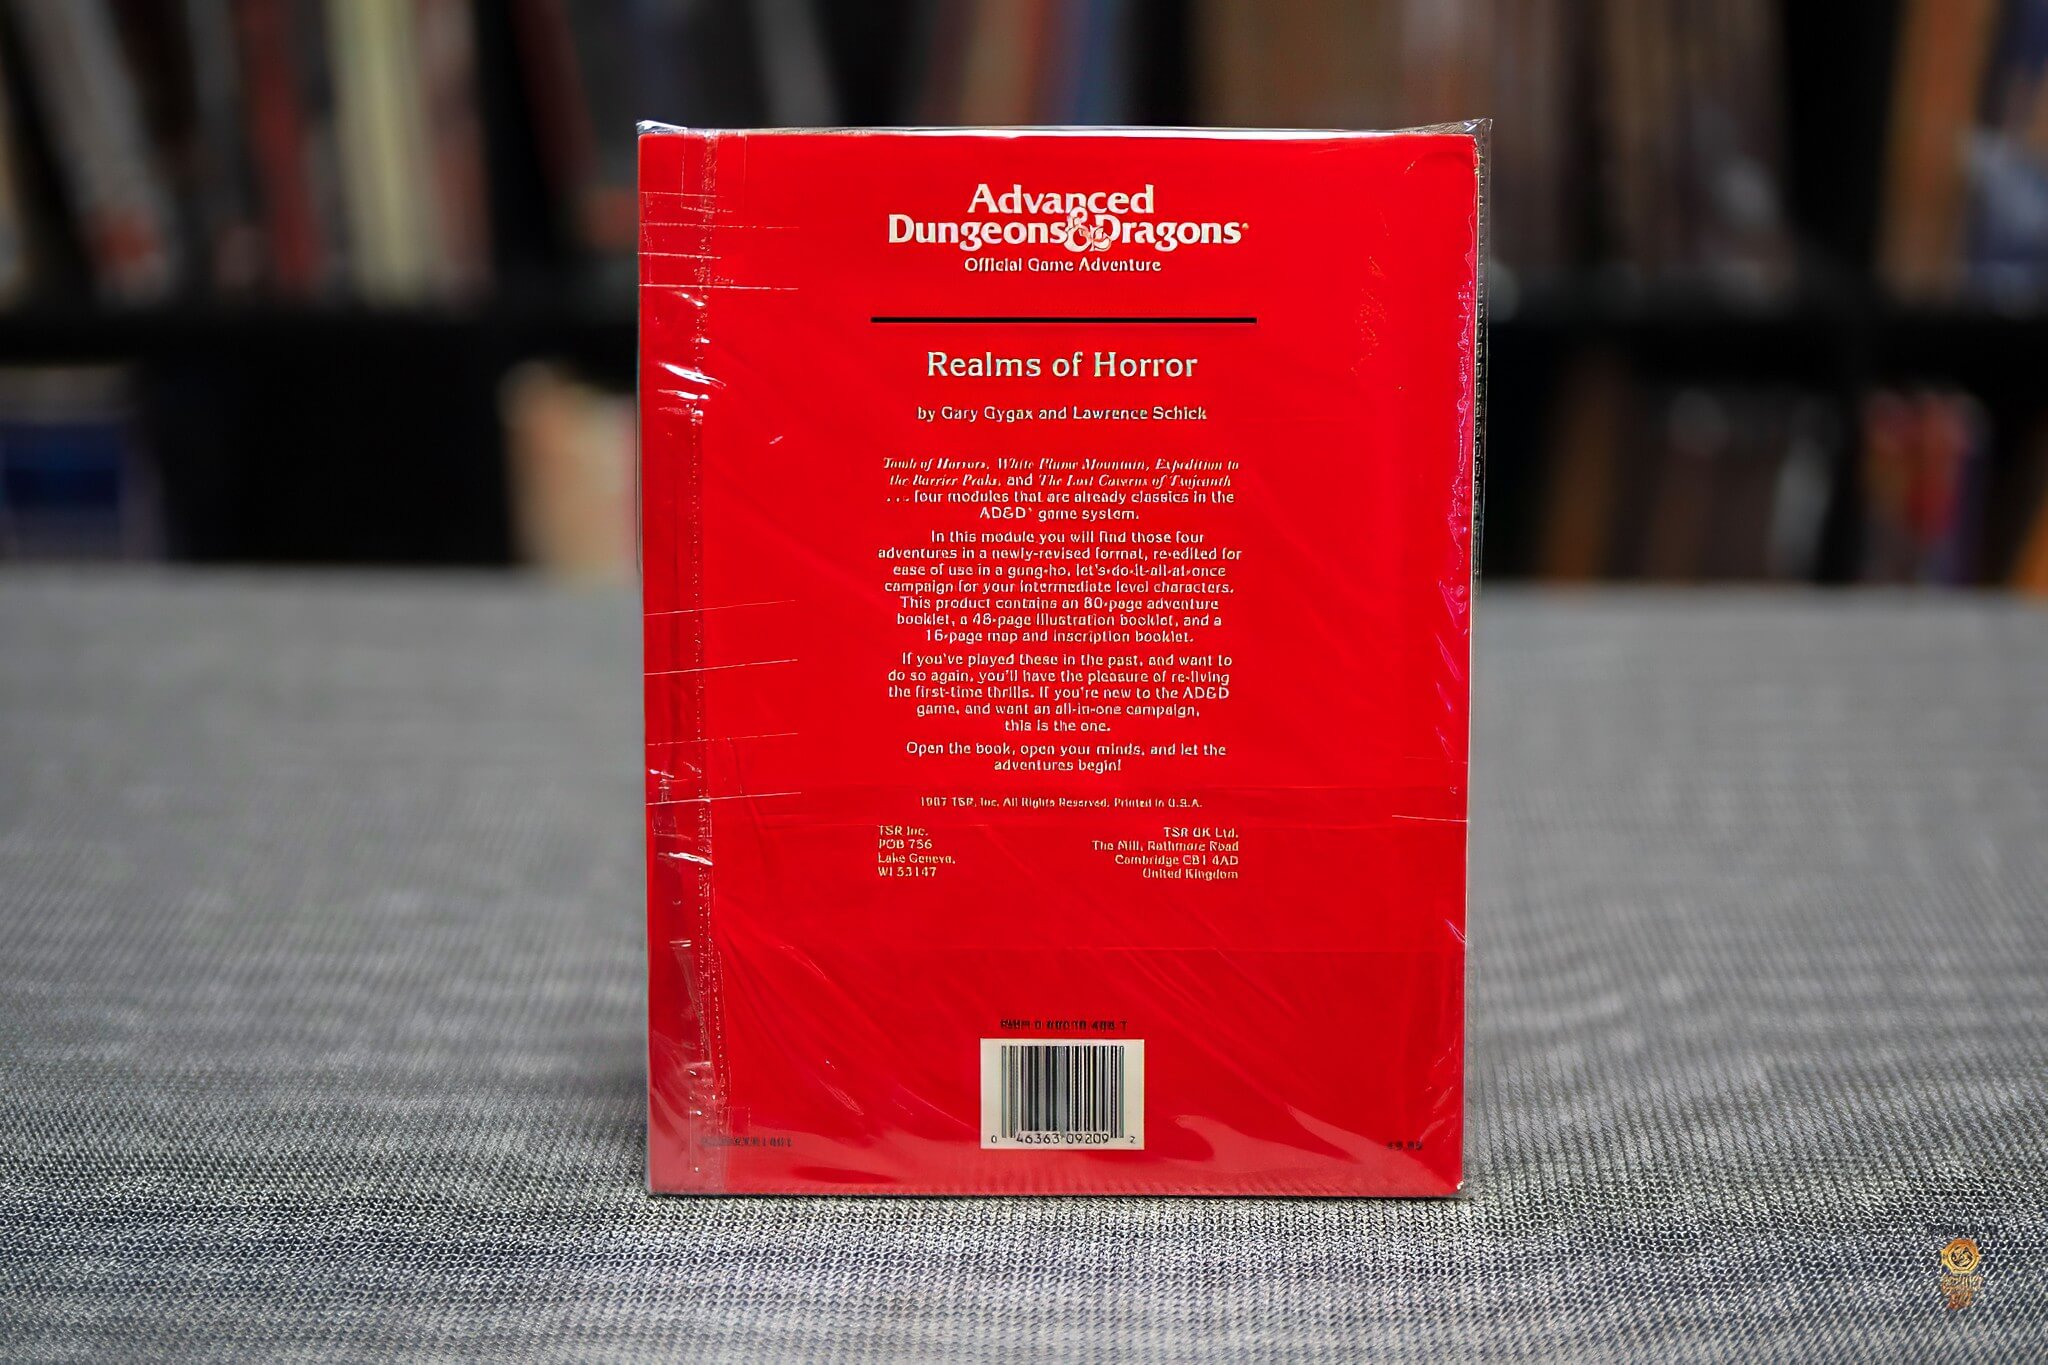 Advanced
Dungeons & Dragons®
Official Game Adventure
Realms of Horror
by Gary Gygax and Lawrence Schick
Tomb of Horrors, White Plume Mountain, Expedition to
the Barrier Peaks, and The Lost Caverns of Tsojcanth
. . . four modules that are already classics in the
AD&D® game system.
In this module you will find those four
adventures in a newly-revised format, re-edited for
ease of use in a gung-ho, let's-do-it-all-at-once
campaign for your intermediate level characters.
This product contains an 80-page adventure
booklet, a 48-page illustration booklet, and a
16-page map and inscription booklet.
If you've played these in the past, and want to
do so again, you'll have the pleasure of re-living
the first-time thrills. If you're new to the AD&D
game, and want an all-in-one campaign,
this is the one.
Open the book, open your minds, and let the
adventures begin!
1987 TSR, Inc. All Rights Reserved. Printed in U.S.A.
TSR Inc.
POB 756
Lake Geneva,
WI 53147
TSR UK Ltd.
The Mill, Rathmore Road
Cambridge CB1 4AD
United Kingdom
0 46363 09209 2